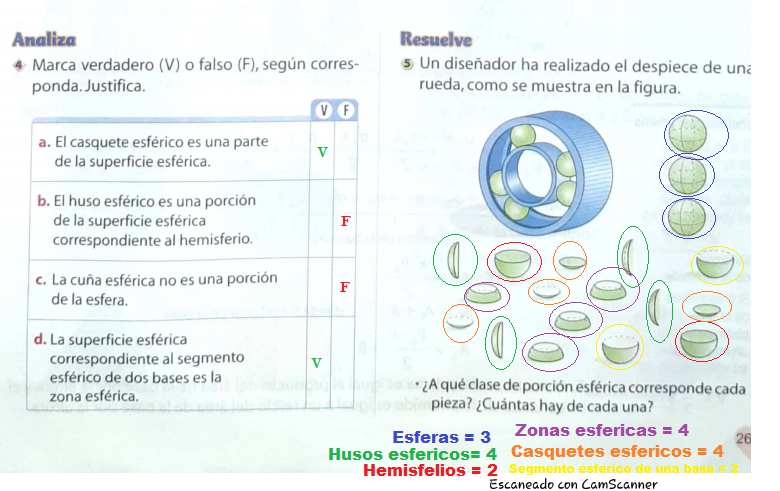 Analiza
4 Marca verdadero (V) o falso (F), según corres-
ponda. Justifica.
V F
a. El casquete esférico es una parte
de la superficie esférica.
V
b. El huso esférico es una porción
de la superficie esférica
correspondiente al hemisferio.
F
c. La cuña esférica no es una porción
de la esfera.
F
d. La superficie esférica
correspondiente al segmento
esférico de dos bases es la
zona esférica.
V
Resuelve
5 Un diseñador ha realizado el despiece de una
rueda, como se muestra en la figura.
• ¿A qué clase de porción esférica corresponde cada
pieza? ¿Cuántas hay de cada una?
Esferas = 3
Zonas esfericas = 4
Husos esfericos= 4
Casquetes esfericos = 4
Hemisfelios = 2
Segmento esferico de una base = 2
26
Escaneado con CamScanner